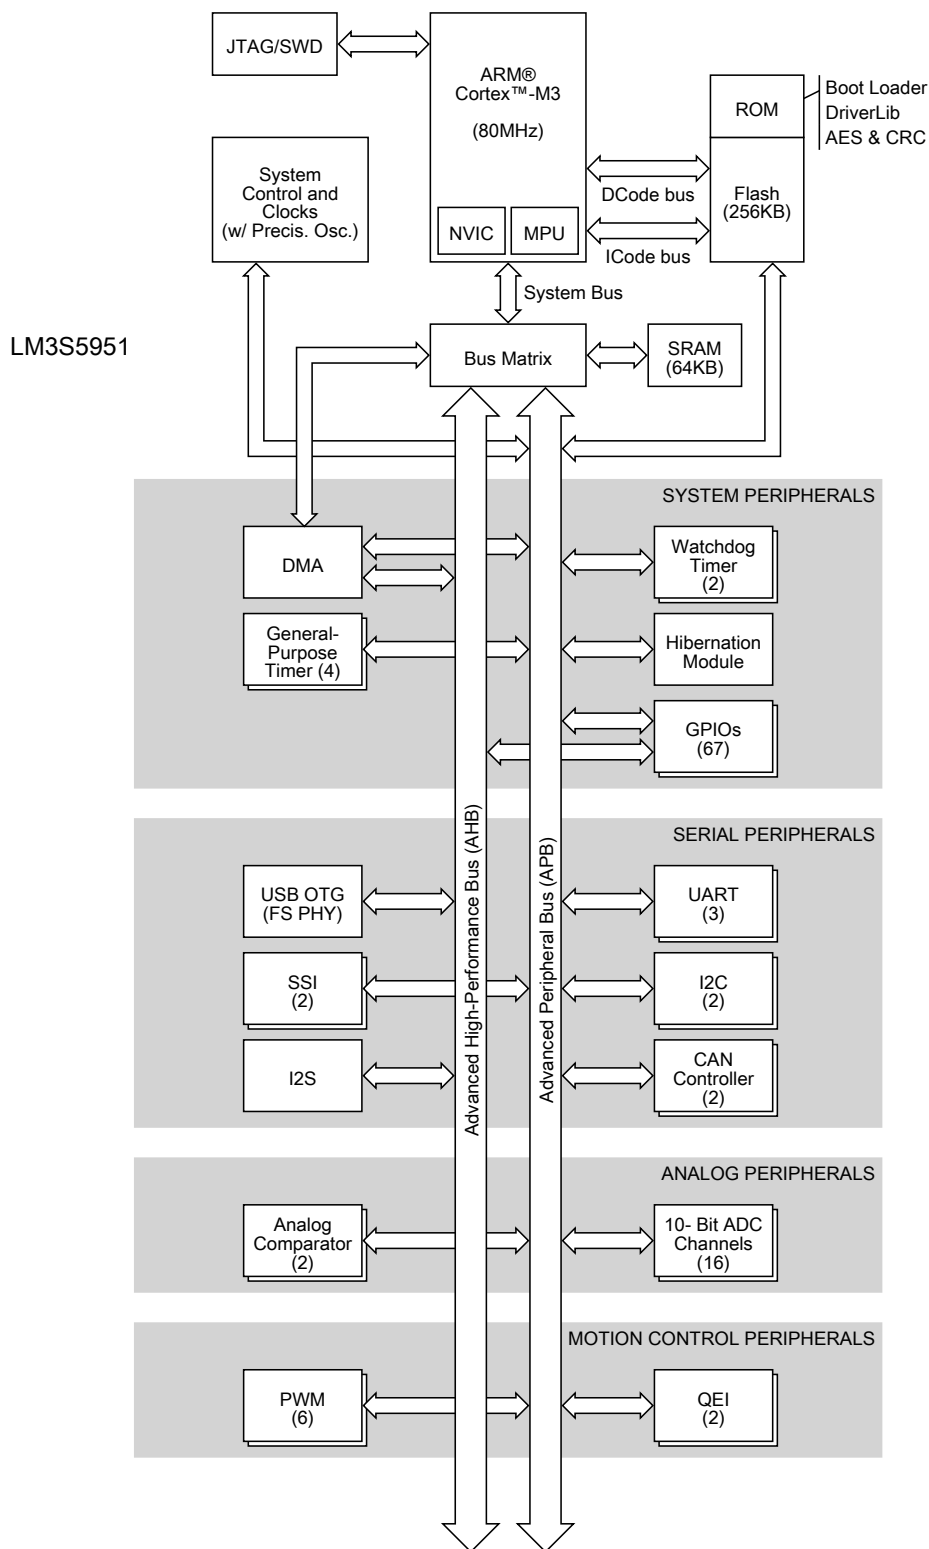 JTAG/SWD
ARM®
Cortex™-M3
(80MHz)
NVIC
MPU
ROM
Boot Loader
DriverLib
AES & CRC
System
Control and
Clocks
(w/ Precis. Osc.)
DCode bus
ICode bus
Flash
(256KB)
System Bus
LM3S5951
Bus Matrix
SRAM
(64KB)
SYSTEM PERIPHERALS
DMA
Watchdog
Timer
(2)
General-
Purpose
Timer (4)
Hibernation
Module
GPIOs
(67)
Advanced High-Performance Bus (AHB)
Advanced Peripheral Bus (APB)
SERIAL PERIPHERALS
USB OTG
(FS PHY)
UART
(3)
SSI
(2)
I2C
(2)
I2S
CAN
Controller
(2)
ANALOG PERIPHERALS
Analog
Comparator
(2)
10- Bit ADC
Channels
(16)
MOTION CONTROL PERIPHERALS
PWM
(6)
QEI
(2)